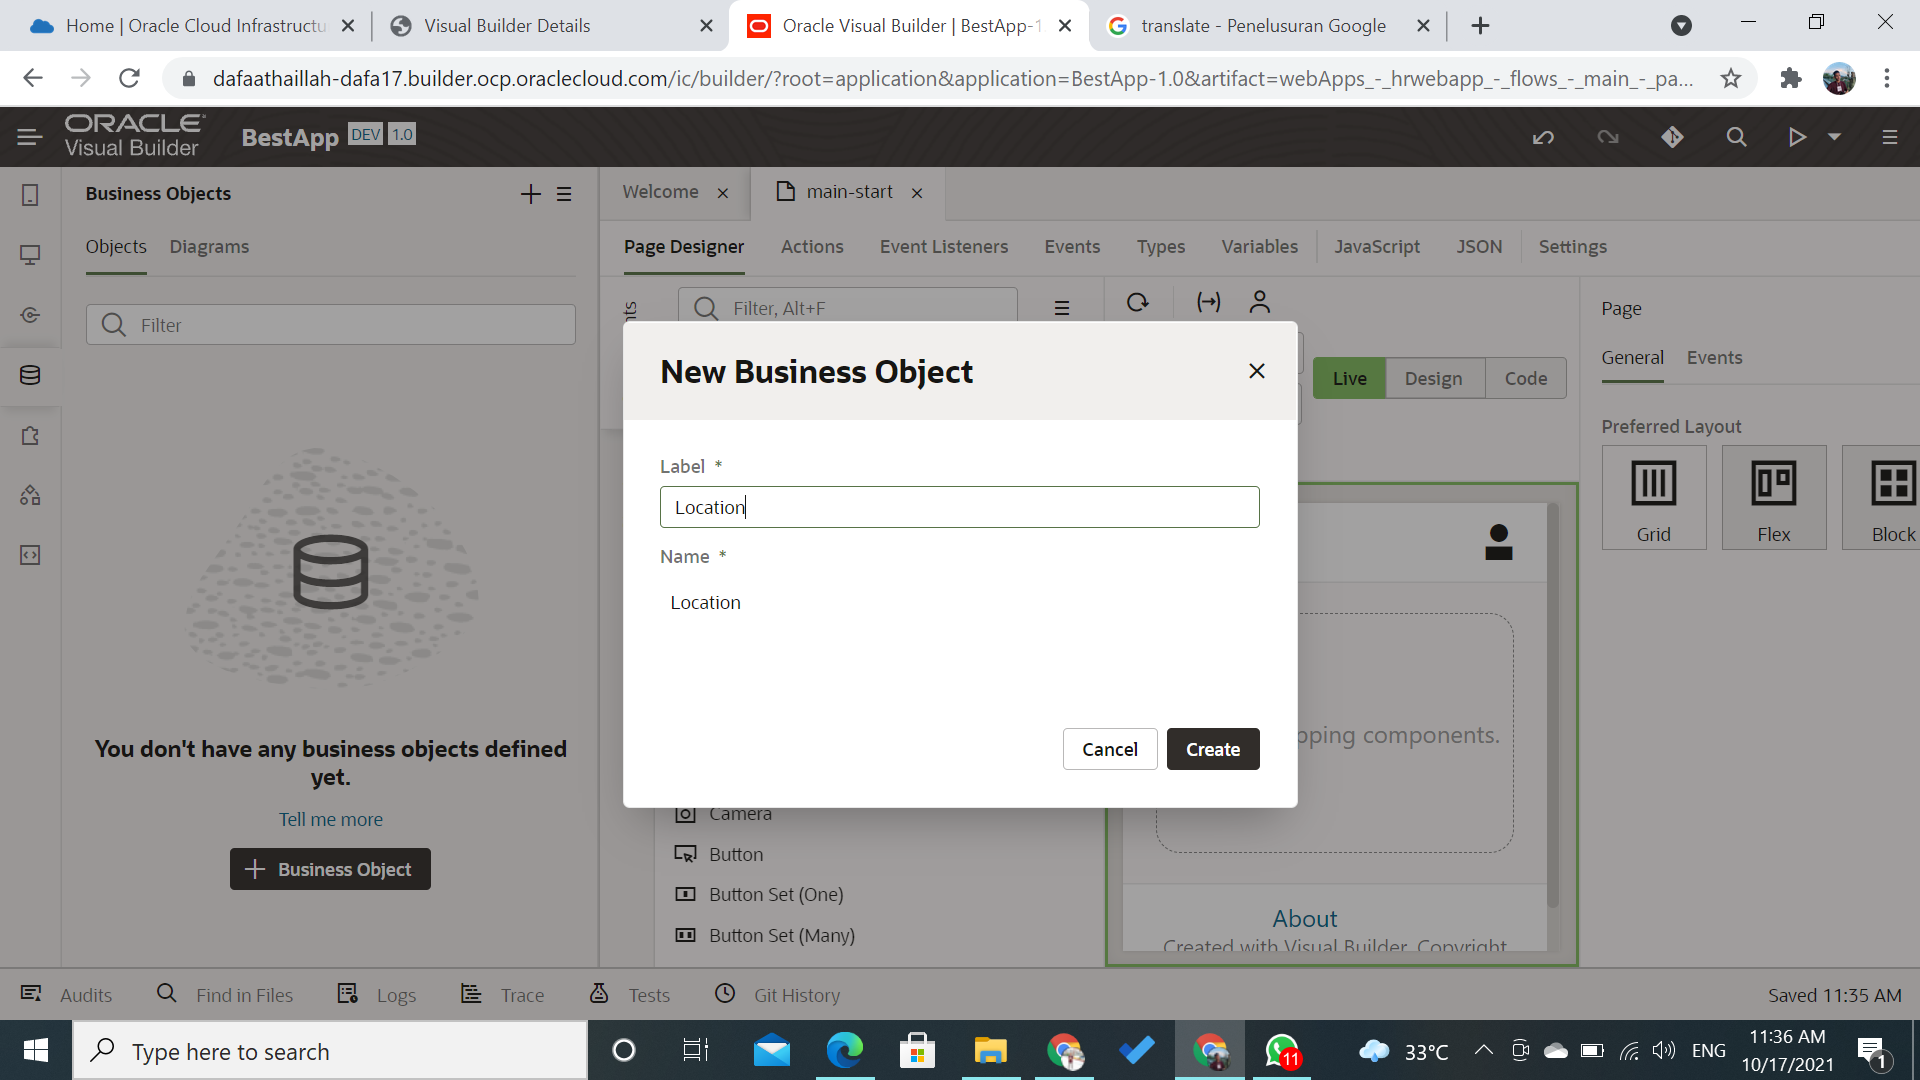 Home | Oracle Cloud Infrastructu
Visual Builder Details
Oracle Visual Builder | BestApp-1
translate - Penelusuran Google
dafaathaillah-dafa17.builder.ocp.oraclecloud.com/ic/builder/?root=application&application=BestApp-1.0&artifact=webApps_-_hrwebapp_-_flows_-_main_-_pa...
ORACLE
Visual Builder
BestApp DEV 1.0
Business Objects
Welcome
main-start
Objects Diagrams
Page Designer Actions Event Listeners Events Types Variables JavaScript JSON Settings
Filter
nts
Filter, Alt+F
Page
General Events
Live Design Code
Preferred Layout
Grid Flex Block
New Business Object
Label *
Location
Name *
Location
Cancel Create
pping components.
You don't have any business objects defined
yet.
Tell me more
Business Object
Camera
Button
Button Set (One)
Button Set (Many)
About
Created with Visual Builder. Copyright
Audits Find in Files Logs Trace Tests Git History
Saved 11:35 AM
Type here to search
11
33°C
ENG
11:36 AM
10/17/2021
1